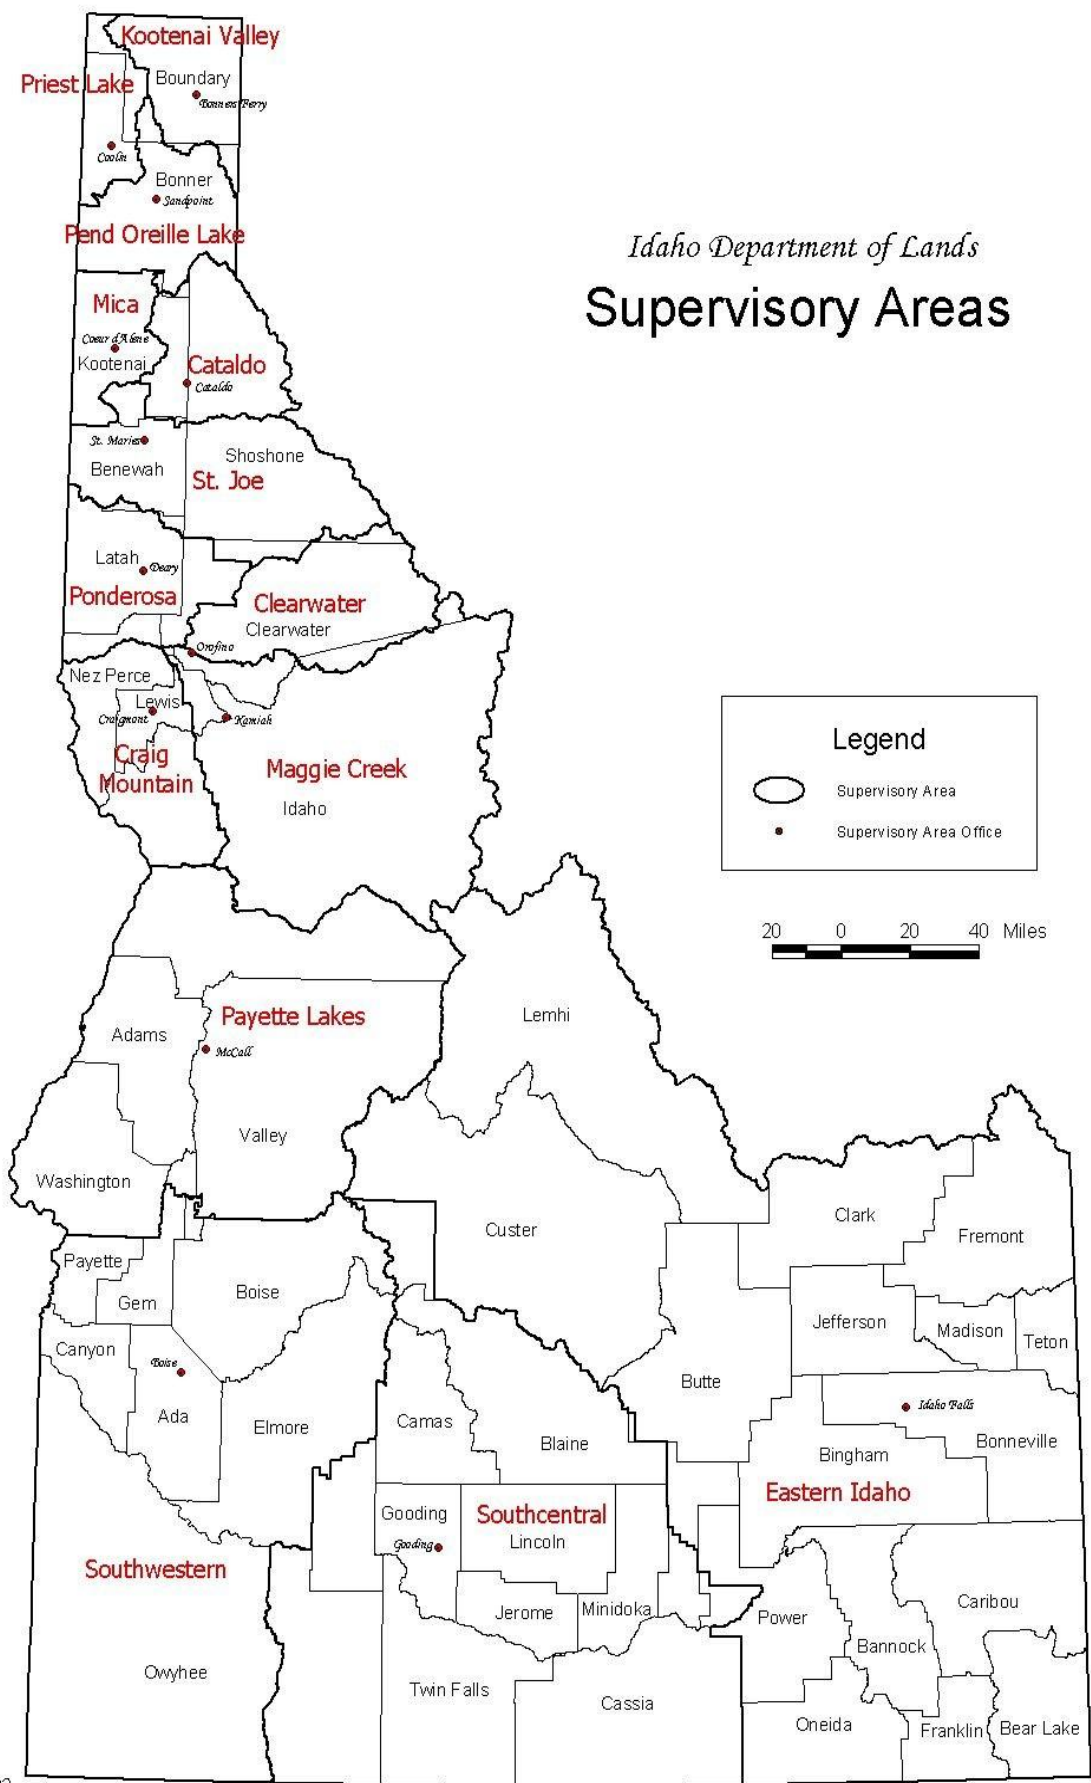 Kootenai Valley
Priest Lake
Boundary
Bonners Ferry
Coolin
Bonner
Sandpoint
Pend Oreille Lake
Idaho Department of Lands
Supervisory Areas
Mica
Coeur d'Alene
Kootenai
Cataldo
Cataldo
St. Maries
Benewah
Shoshone
St. Joe
Latah
Deary
Ponderosa
Clearwater
Clearwater
Orofino
Nez Perce
Lewis
Craigmont
Kamiah
Craig
Mountain
Maggie Creek
Idaho
Legend
Supervisory Area
Supervisory Area Office
20 0 20 40 Miles
Lemhi
Payette Lakes
Adams
McCall
Valley
Washington
Custer
Clark
Fremont
Payette
Gem
Boise
Jefferson
Madison
Teton
Canyon
Boise
Ada
Elmore
Camas
Blaine
Butte
Idaho Falls
Bonneville
Bingham
Eastern Idaho
Gooding
Gooding
Southcentral
Lincoln
Southwestern
Jerome
Minidoka
Power
Caribou
Bannock
Owyhee
Twin Falls
Cassia
Oneida
Franklin
Bear Lake